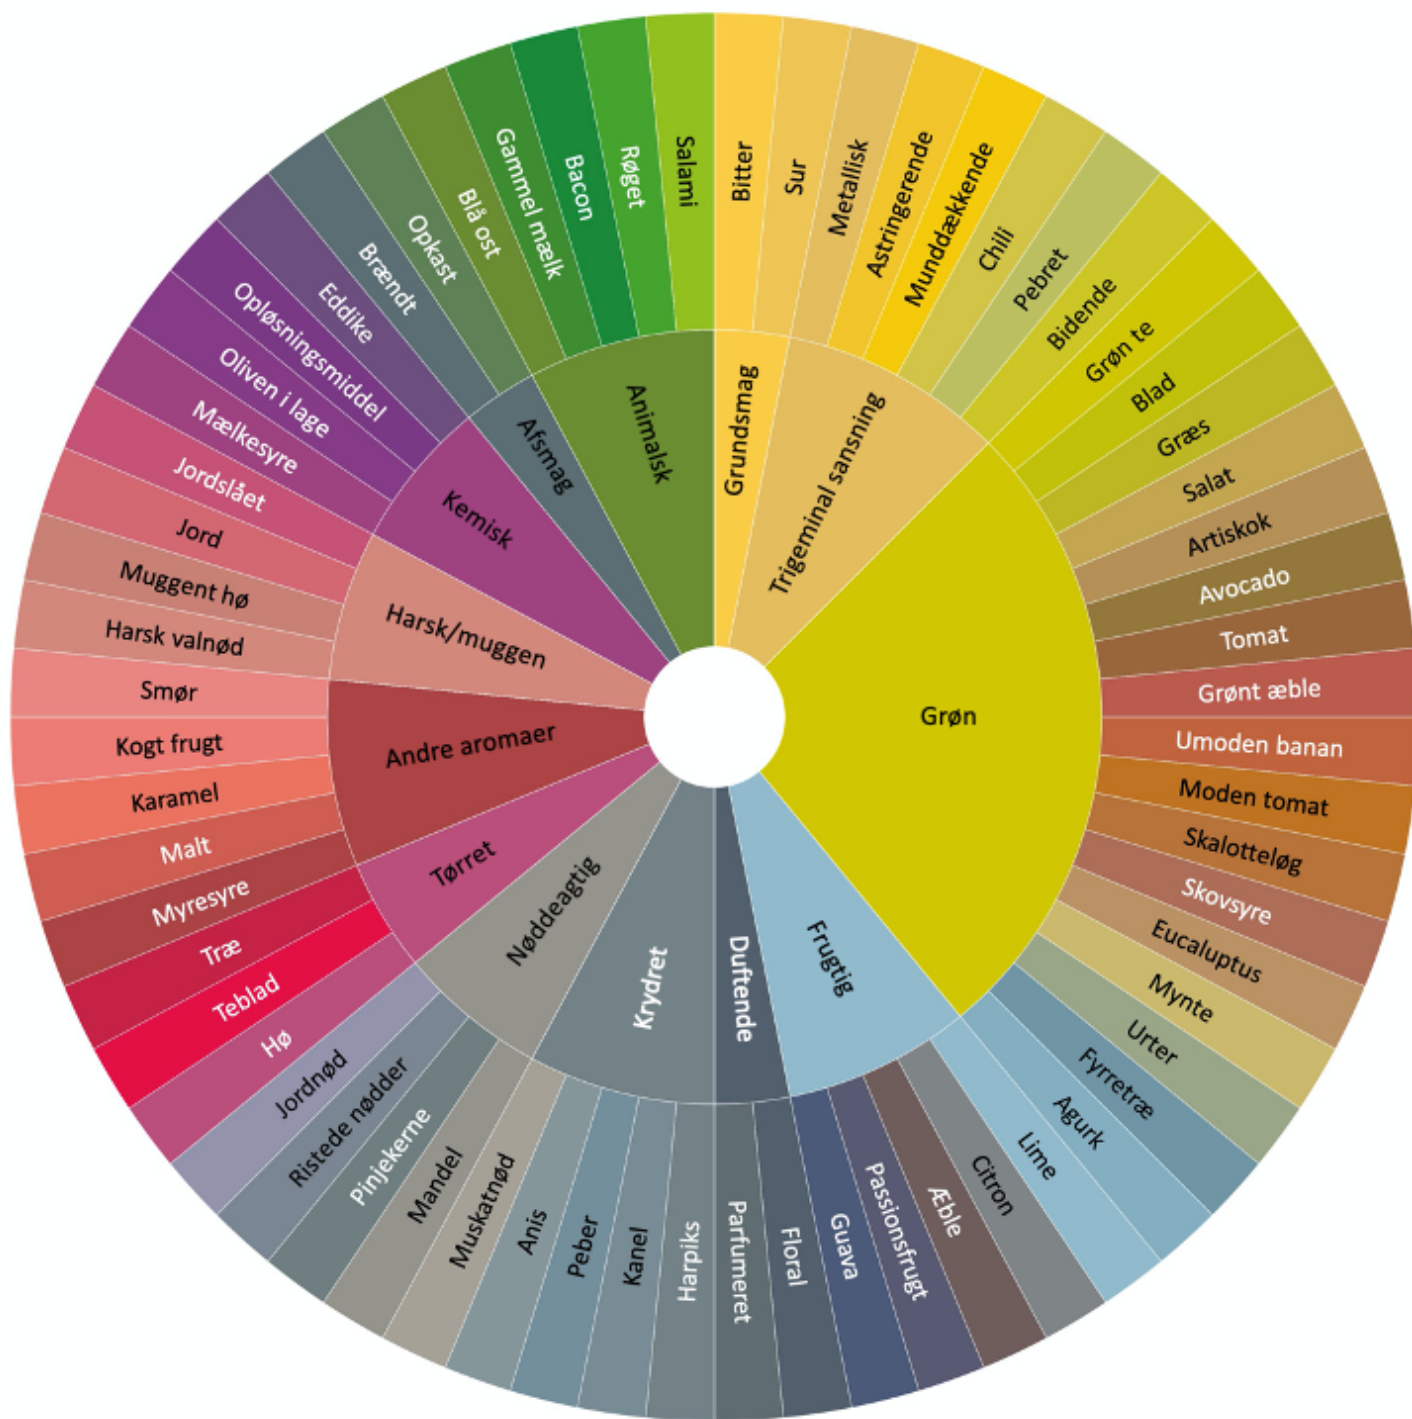 Bitter
Sur
Metallisk
Astringerende
Munddækkende
Chili
Pebret
Bidende
Grøn te
Blad
Græs
Salat
Artiskok
Avocado
Tomat
Grønt æble
Umoden banan
Moden tomat
Skalotteløg
Skovsyre
Eucaluptus
Mynte
Urter
Fyrretræ
Agurk
Lime
Citron
Æble
Passionsfrugt
Guava
Floral
Parfumeret
Harpiks
Kanel
Peber
Anis
Muskatnød
Mandel
Pinjekerne
Ristede nødder
Jordnød
Hø
Teblad
Træ
Myresyre
Malt
Karamel
Kogt frugt
Smør
Harsk valnød
Muggent hø
Jord
Jordslået
Mælkesyre
Oliven i lage
Opløsningsmiddel
Eddike
Brændt
Opkast
Blå ost
Gammel mælk
Bacon
Røget
Salami
Grundsmag
Trigeminal sansning
Grøn
Frugtig
Duftende
Krydret
Nøddeagtig
Tørret
Andre aromaer
Harsk/muggen
Kemisk
Afsmag
Animalsk